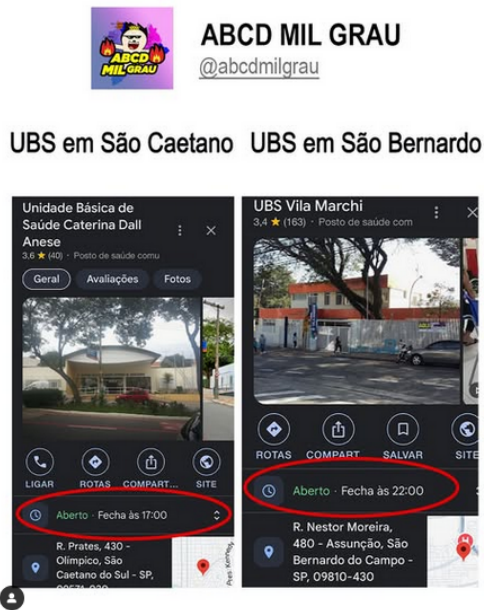 ABCD
MIL GRAU
ABCD MIL GRAU
@abcdmilgrau
UBS em São Caetano
UBS em São Bernardo
Unidade Básica de
Saúde Caterina Dall
Anese
3,6 ★ (40) · Posto de saúde comu
Geral
Avaliações
Fotos
LIGAR
ROTAS
COMPART...
SITE
Aberto · Fecha às 17:00
R. Prates, 430 -
Olímpico, São
Caetano do Sul - SP,
UBS Vila Marchi
3,4 ★ (163) · Posto de saúde com
ROTAS
COMPART
SALVAR
SITE
Aberto · Fecha às 22:00
R. Nestor Moreira,
480 - Assunção, São
Bernardo do Campo -
SP, 09810-430